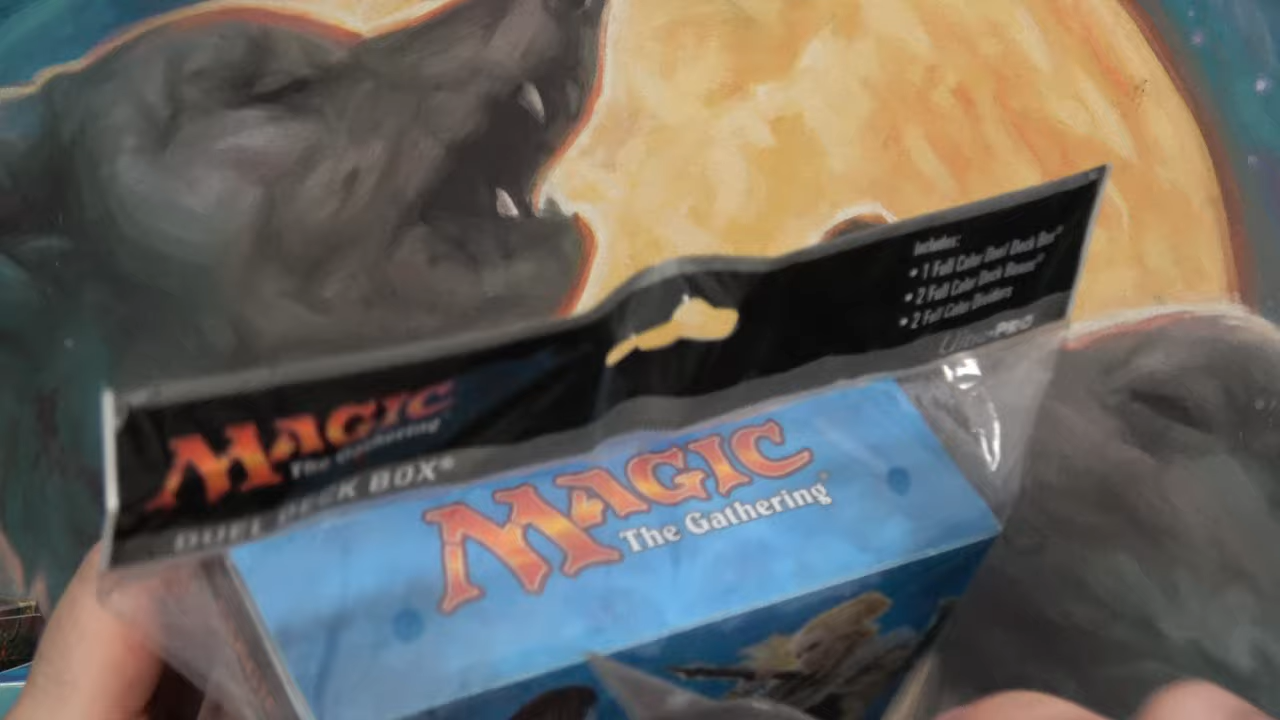 Includes:
• 1 Full Color Duel Deck Box®
• 2 Full Color Deck Boxes®
• 2 Full Color Dividers
Ultra•PRO
MAGIC
The Gathering
DUEL DECK BOX®
MAGIC
The Gathering®